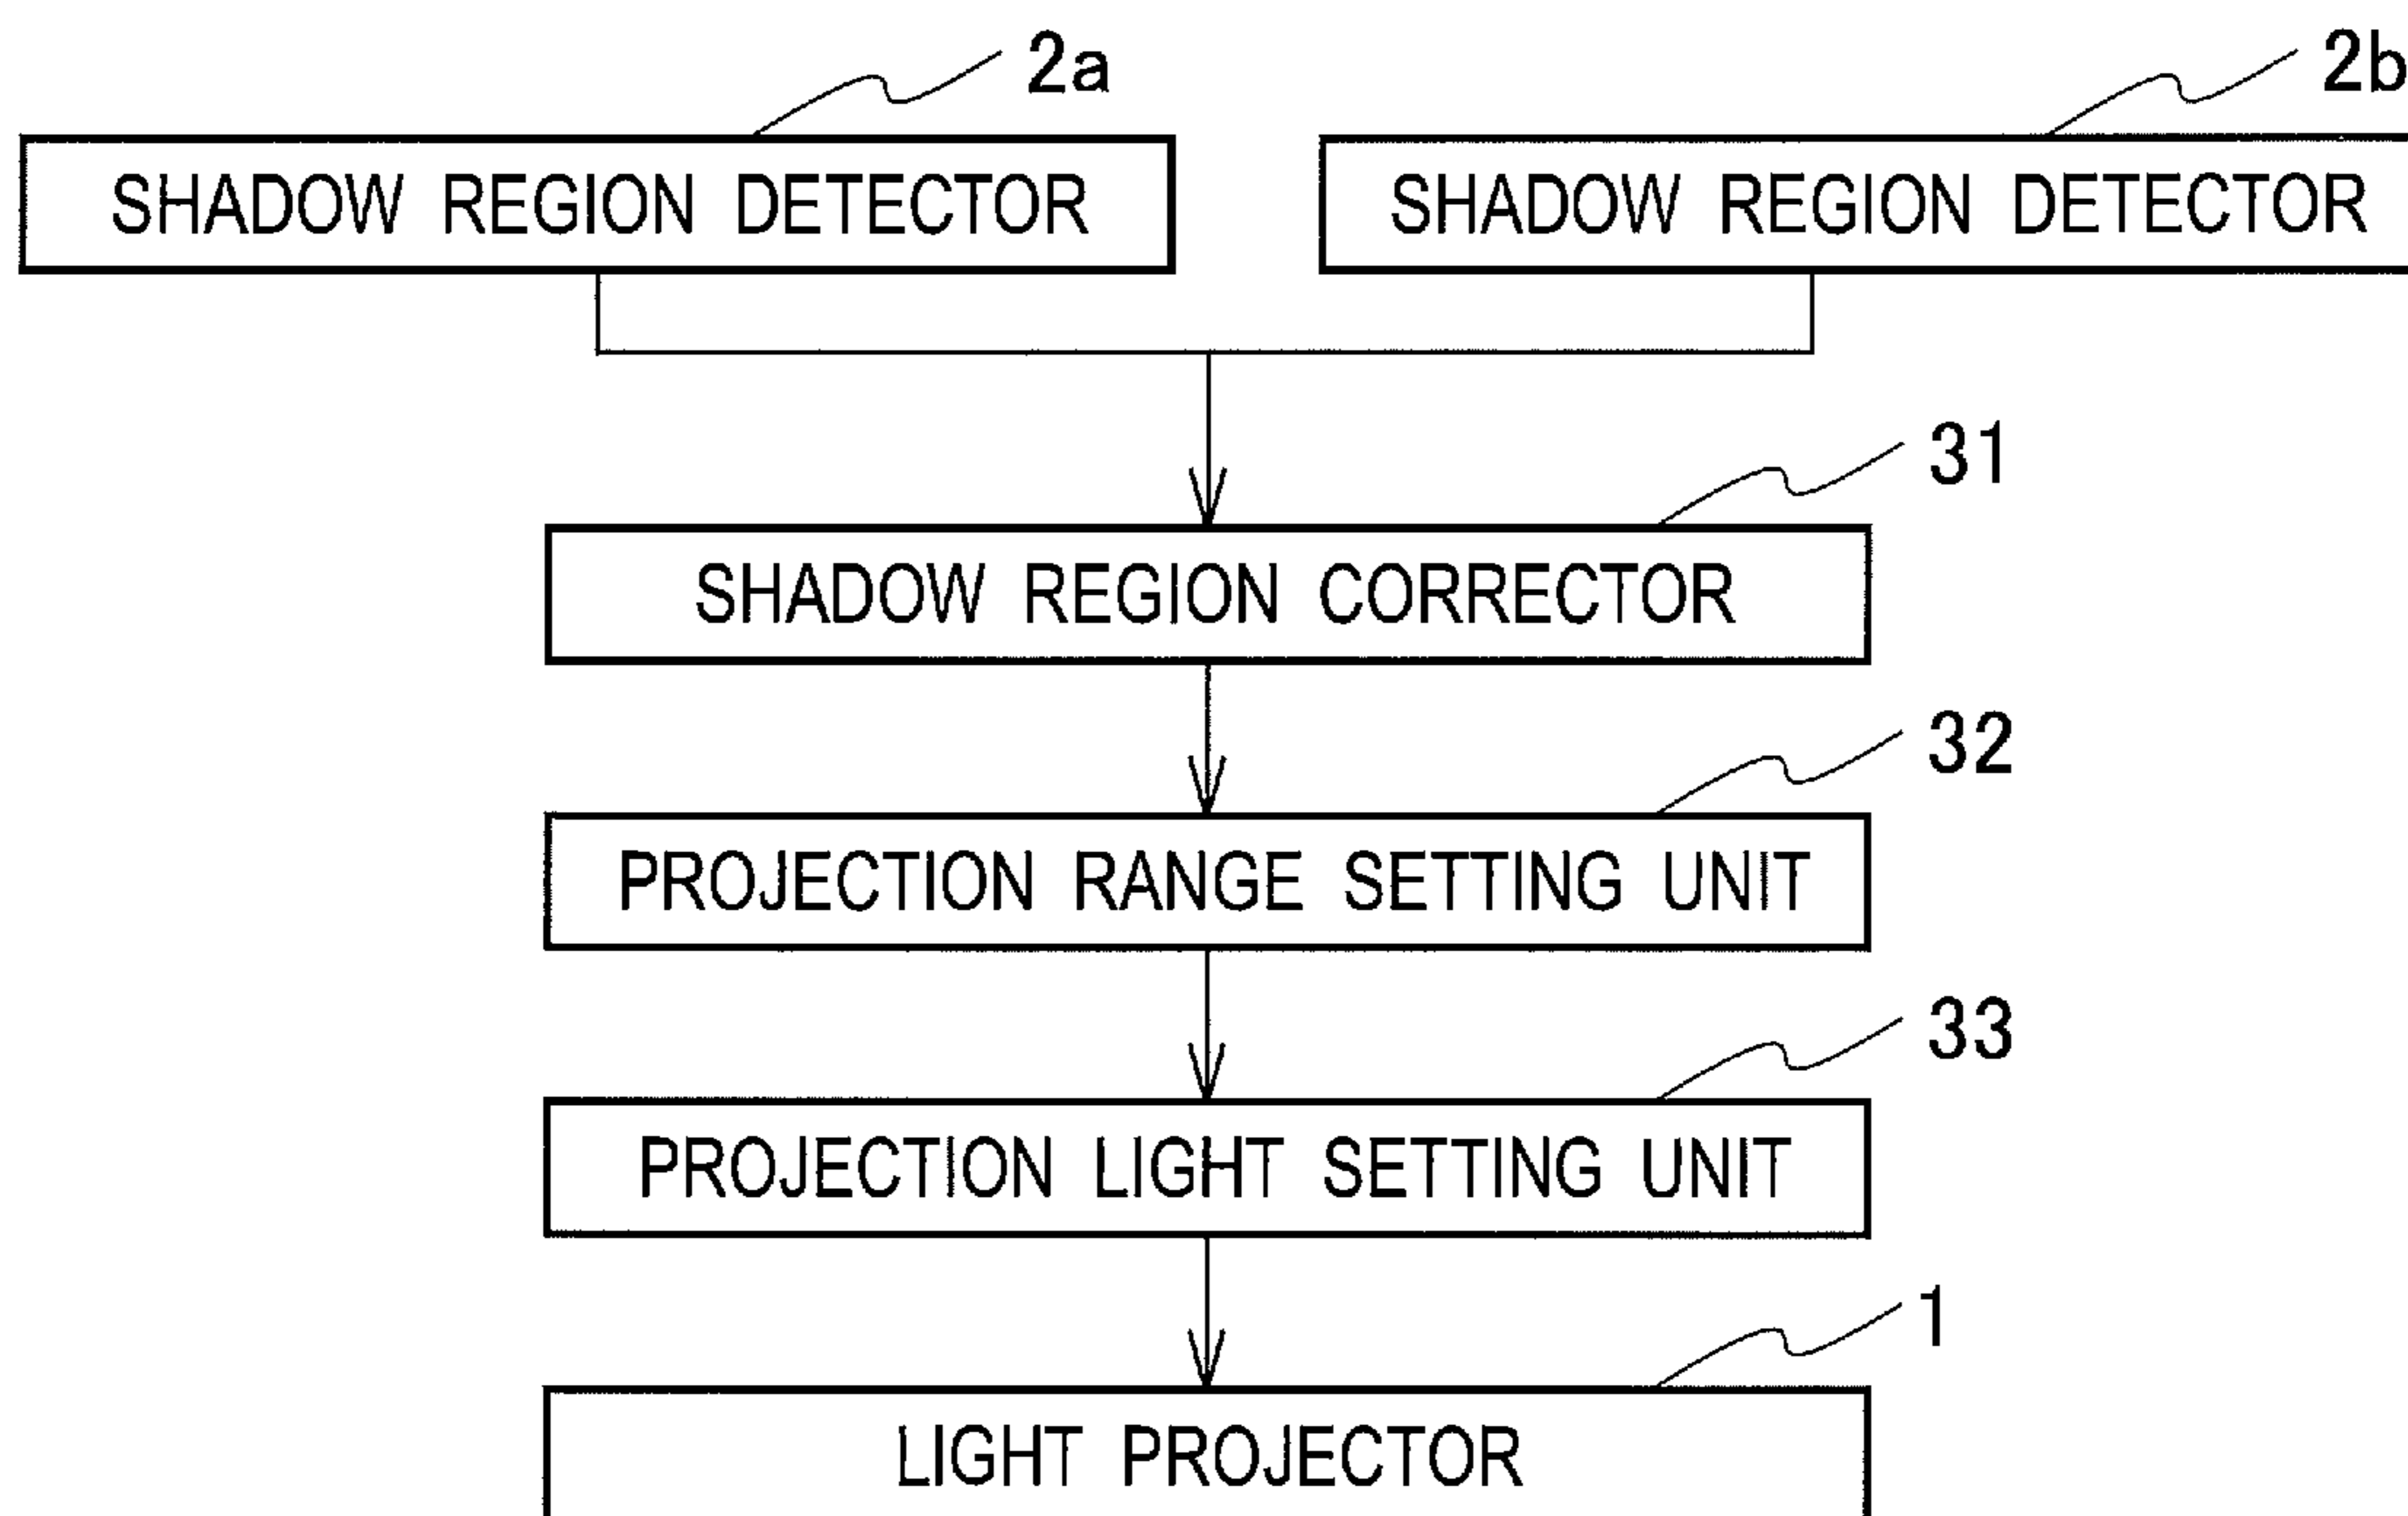 2a
2b
SHADOW REGION DETECTOR
SHADOW REGION DETECTOR
31
SHADOW REGION CORRECTOR
32
PROJECTION RANGE SETTING UNIT
33
PROJECTION LIGHT SETTING UNIT
1
LIGHT PROJECTOR